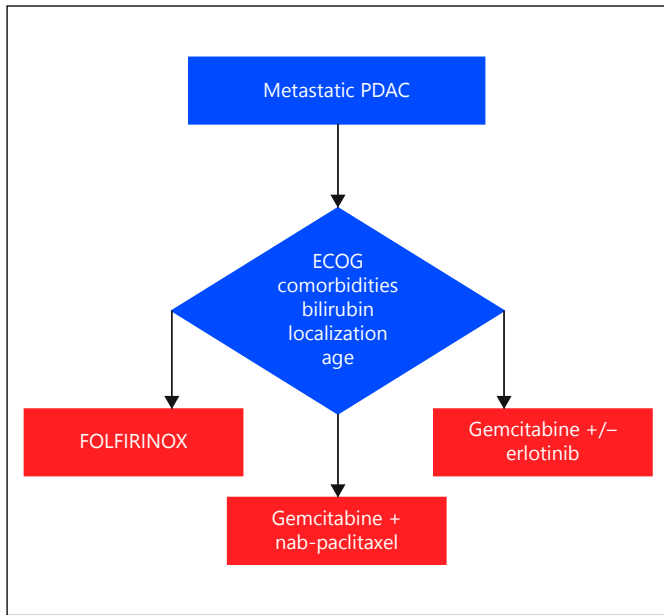 Metastatic PDAC
ECOG
comorbidities
bilirubin
localization
age
FOLFIRINOX
Gemcitabine +/–
erlotinib
Gemcitabine +
nab-paclitaxel